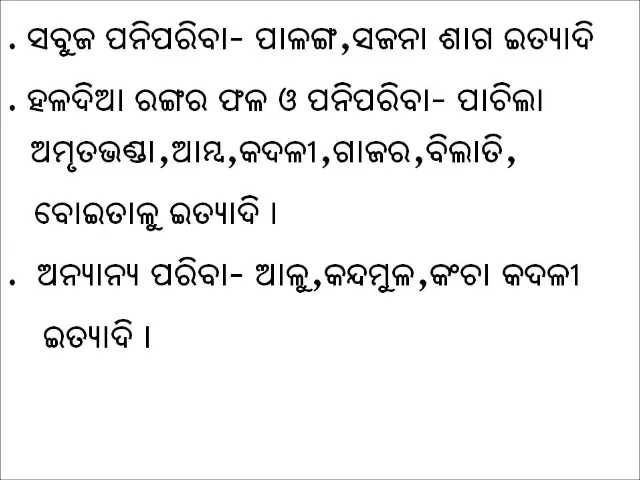 . ସବୁଜ ପନିପରିବା- ପାଳଙ୍ଗ,ସଜନା ଶାଗ ଇତ୍ୟାଦି
. ହଳଦିଆ ରଙ୍ଗର ଫଳ ଓ ପନିପରିବା- ପାଚିଲା
ଅମୃତଭଣ୍ଡା,ଆମ୍ବ,କଦଳୀ,ଗାଜର,ବିଲାତି,
ବୋଇତାଳୁ ଇତ୍ୟାଦି ।
. ଅନ୍ୟାନ୍ୟ ପରିବା- ଆଳୁ,କନ୍ଦମୁଳ,କଂଚା କଦଳୀ
ଇତ୍ୟାଦି ।